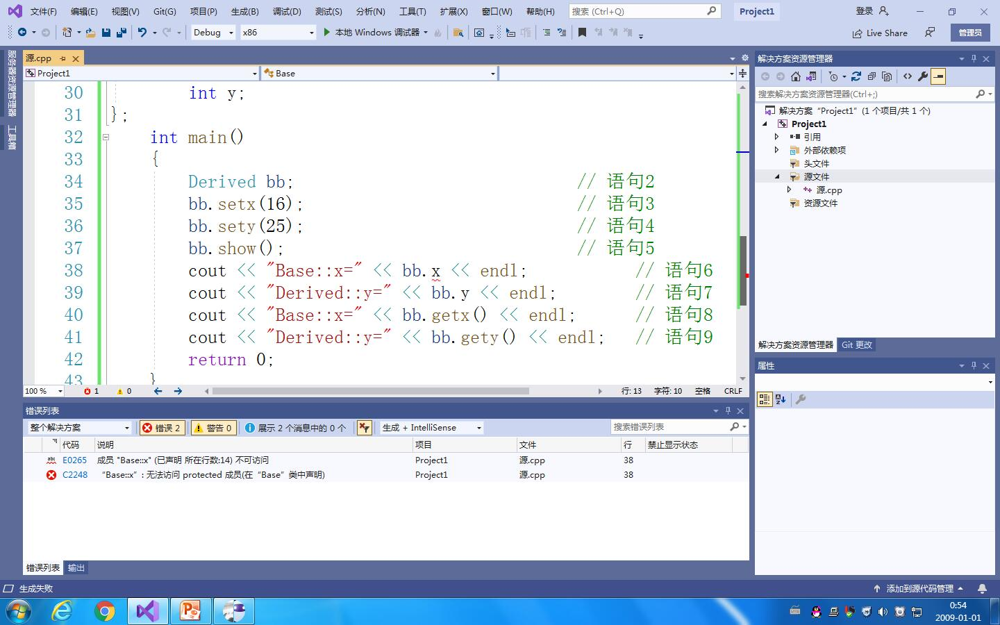 文件(F) 编辑(E) 视图(V) Git(G) 项目(P) 生成(B) 调试(D) 测试(S) 分析(N) 工具(T) 扩展(X) 窗口(W) 帮助(H) 搜索 (Ctrl+Q) Project1 登录
Debug x86 本地 Windows 调试器 Live Share 管理员
服务器资源管理器
工具箱
源.cpp
Project1 Base
30 int y;
31 };
32 int main()
33 {
34 Derived bb; // 语句2
35 bb.setx(16); // 语句3
36 bb.sety(25); // 语句4
37 bb.show(); // 语句5
38 cout << "Base::x=" << bb.x << endl; // 语句6
39 cout << "Derived::y=" << bb.y << endl; // 语句7
40 cout << "Base::x=" << bb.getx() << endl; // 语句8
41 cout << "Derived::y=" << bb.gety() << endl; // 语句9
42 return 0;
43 }
100 % 1 0 行: 13 字符: 10 空格 CRLF
错误列表
整个解决方案 错误 2 警告 0 展示 2 个消息中的 0 个 生成 + IntelliSense 搜索错误列表
代码 说明 项目 文件 行 禁止显示状态
abc E0265 成员 "Base::x" (已声明 所在行数:14) 不可访问 Project1 源.cpp 38
C2248 “Base::x”: 无法访问 protected 成员(在“Base”类中声明) Project1 源.cpp 38
错误列表 输出
解决方案资源管理器
搜索解决方案资源管理器(Ctrl+;)
解决方案“Project1”(1 个项目/共 1 个)
Project1
引用
外部依赖项
头文件
源文件
源.cpp
资源文件
解决方案资源管理器 Git 更改
属性
生成失败 添加到源代码管理
0:54
2009-01-01